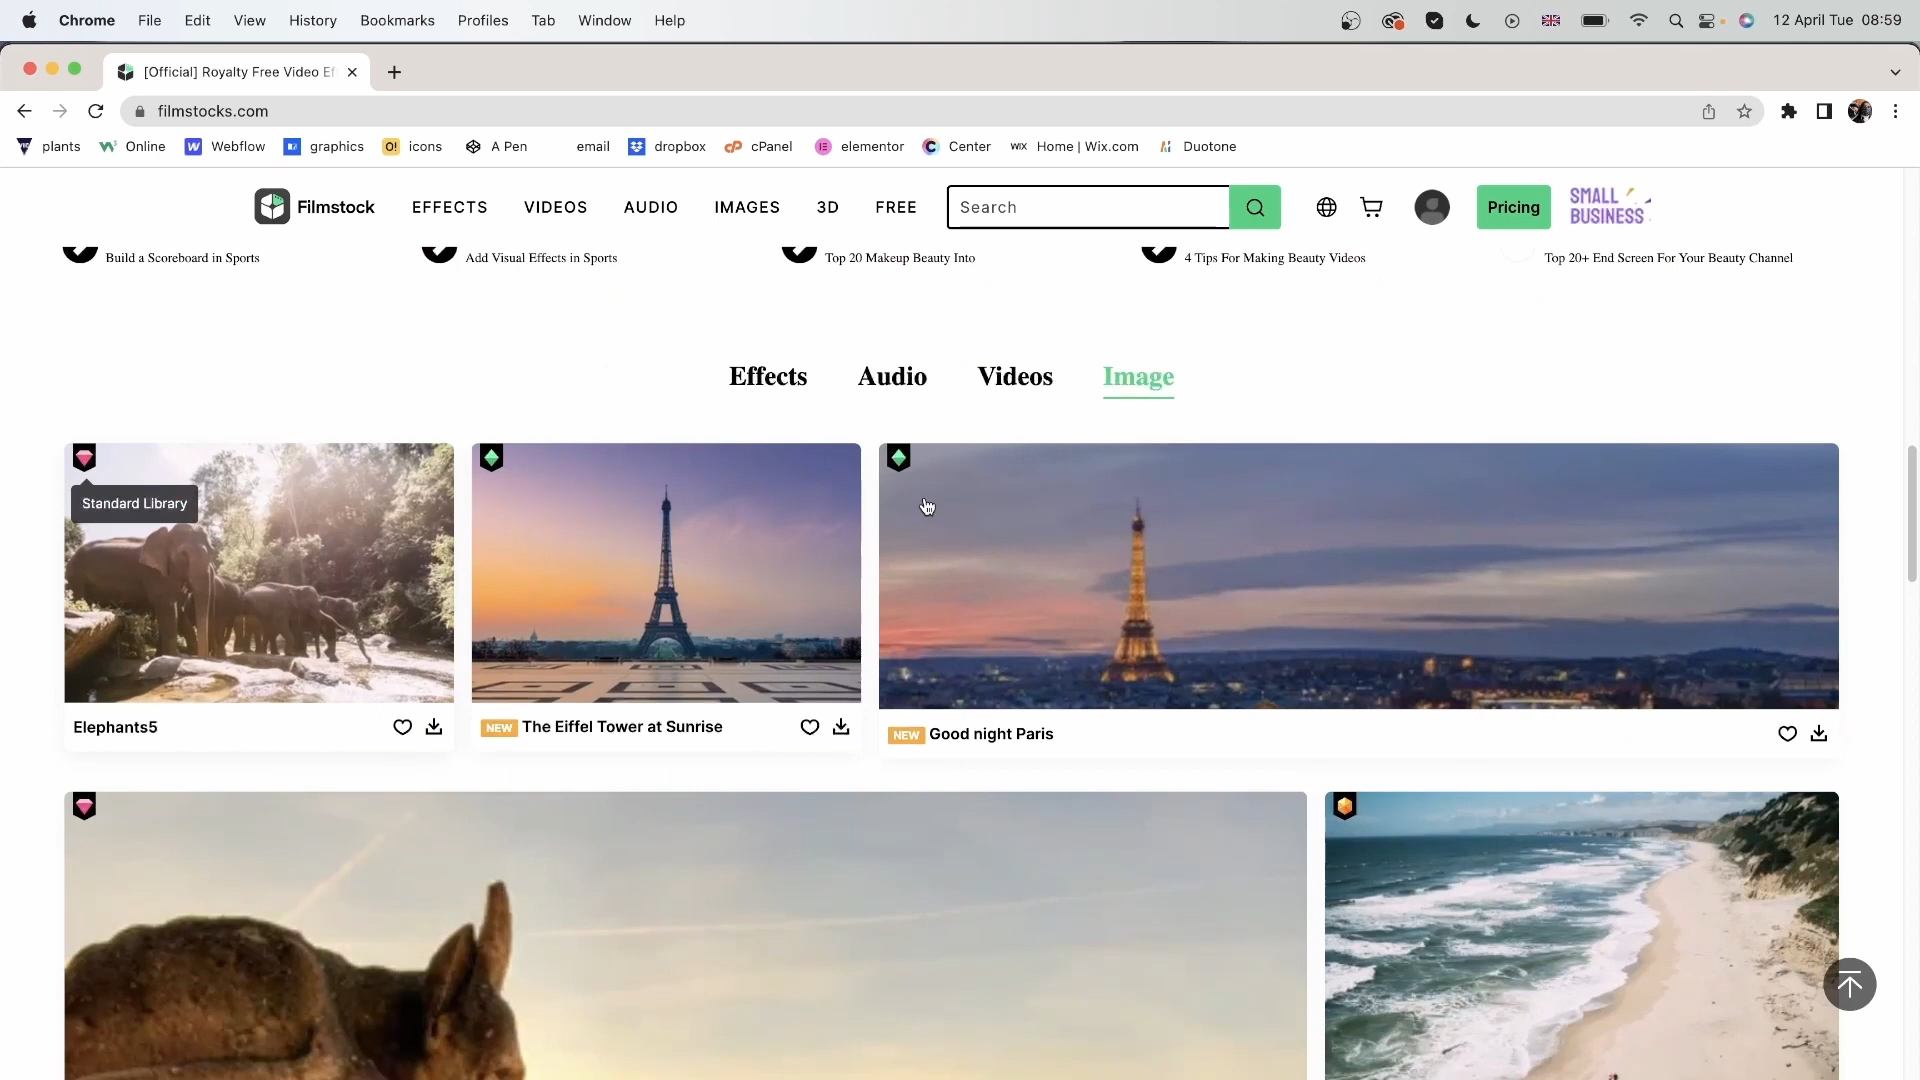 Chrome File Edit View History Bookmarks Profiles Tab Window Help 12 April Tue 08:59
[Official] Royalty Free Video Ef
filmstocks.com
plants Online Webflow graphics icons A Pen email dropbox cPanel elementor Center Home | Wix.com Duotone
Filmstock EFFECTS VIDEOS AUDIO IMAGES 3D FREE Search Pricing SMALL BUSINESS
Build a Scoreboard in Sports Add Visual Effects in Sports Top 20 Makeup Beauty Into 4 Tips For Making Beauty Videos Top 20+ End Screen For Your Beauty Channel
Effects Audio Videos Image
Standard Library
Elephants5 NEW The Eiffel Tower at Sunrise NEW Good night Paris